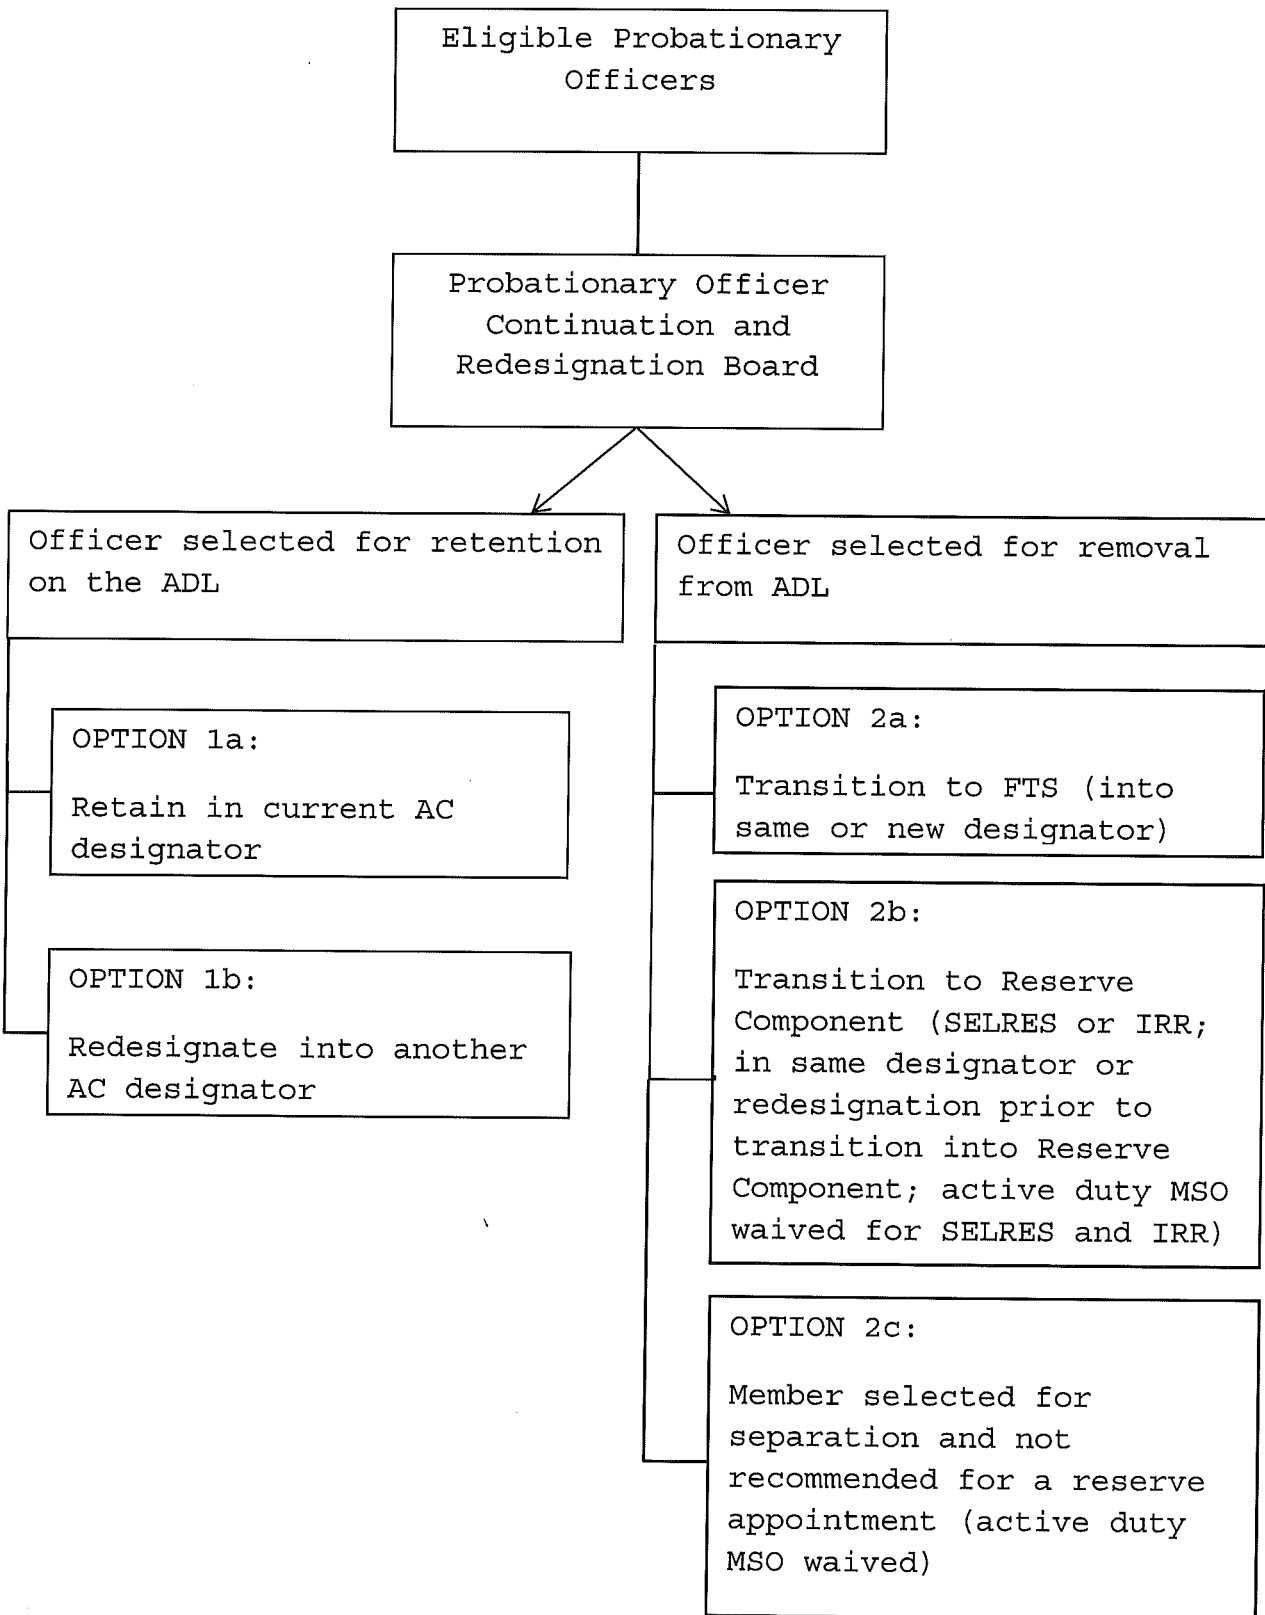 Eligible Probationary
Officers
Probationary Officer
Continuation and
Redesignation Board
Officer selected for retention
on the ADL
Officer selected for removal
from ADL
OPTION 1a:
Retain in current AC
designator
OPTION 1b:
Redesignate into another
AC designator
OPTION 2a:
Transition to FTS (into
same or new designator)
OPTION 2b:
Transition to Reserve
Component (SELRES or IRR;
in same designator or
redesignation prior to
transition into Reserve
Component; active duty MSO
waived for SELRES and IRR)
OPTION 2c:
Member selected for
separation and not
recommended for a reserve
appointment (active duty
MSO waived)